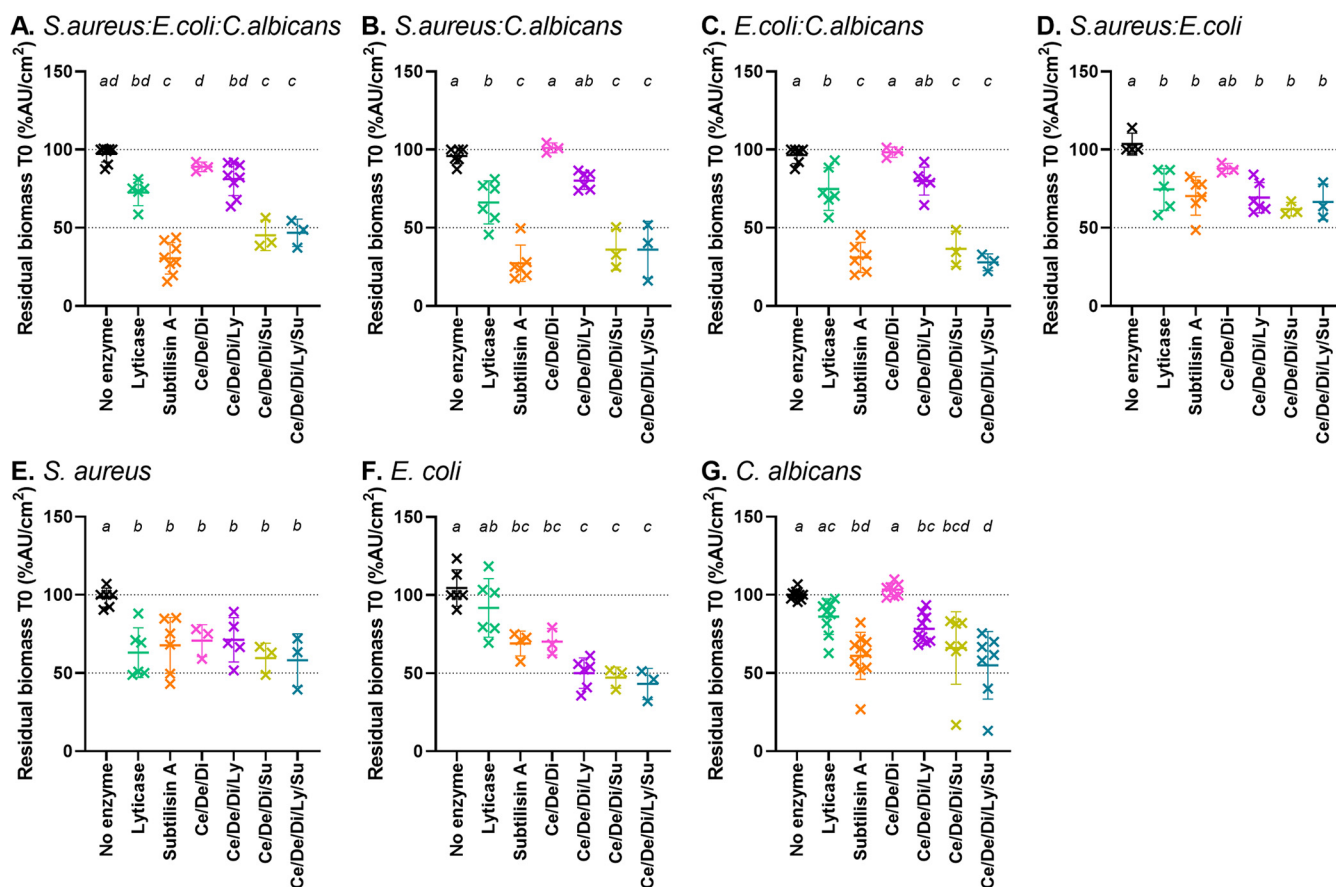 A. S.aureus:E.coli:C.albicans
Residual biomass T0 (%AU/cm²)
150
100
50
0
ad bd c d bd c c
No enzyme
Lyticase
Subtilisin A
Ce/De/Di
Ce/De/Di/Ly
Ce/De/Di/Su
Ce/De/Di/Ly/Su
B. S.aureus:C.albicans
Residual biomass T0 (%AU/cm²)
150
100
50
0
a b c a ab c c
No enzyme
Lyticase
Subtilisin A
Ce/De/Di
Ce/De/Di/Ly
Ce/De/Di/Su
Ce/De/Di/Ly/Su
C. E.coli:C.albicans
Residual biomass T0 (%AU/cm²)
150
100
50
0
a b c a ab c c
No enzyme
Lyticase
Subtilisin A
Ce/De/Di
Ce/De/Di/Ly
Ce/De/Di/Su
Ce/De/Di/Ly/Su
D. S.aureus:E.coli
Residual biomass T0 (%AU/cm²)
150
100
50
0
a b b ab b b b
No enzyme
Lyticase
Subtilisin A
Ce/De/Di
Ce/De/Di/Ly
Ce/De/Di/Su
Ce/De/Di/Ly/Su
E. S. aureus
Residual biomass T0 (%AU/cm²)
150
100
50
0
a b b b b b b
No enzyme
Lyticase
Subtilisin A
Ce/De/Di
Ce/De/Di/Ly
Ce/De/Di/Su
Ce/De/Di/Ly/Su
F. E. coli
Residual biomass T0 (%AU/cm²)
150
100
50
0
a ab bc bc c c c
No enzyme
Lyticase
Subtilisin A
Ce/De/Di
Ce/De/Di/Ly
Ce/De/Di/Su
Ce/De/Di/Ly/Su
G. C. albicans
Residual biomass T0 (%AU/cm²)
150
100
50
0
a ac bd a bc bcd d
No enzyme
Lyticase
Subtilisin A
Ce/De/Di
Ce/De/Di/Ly
Ce/De/Di/Su
Ce/De/Di/Ly/Su